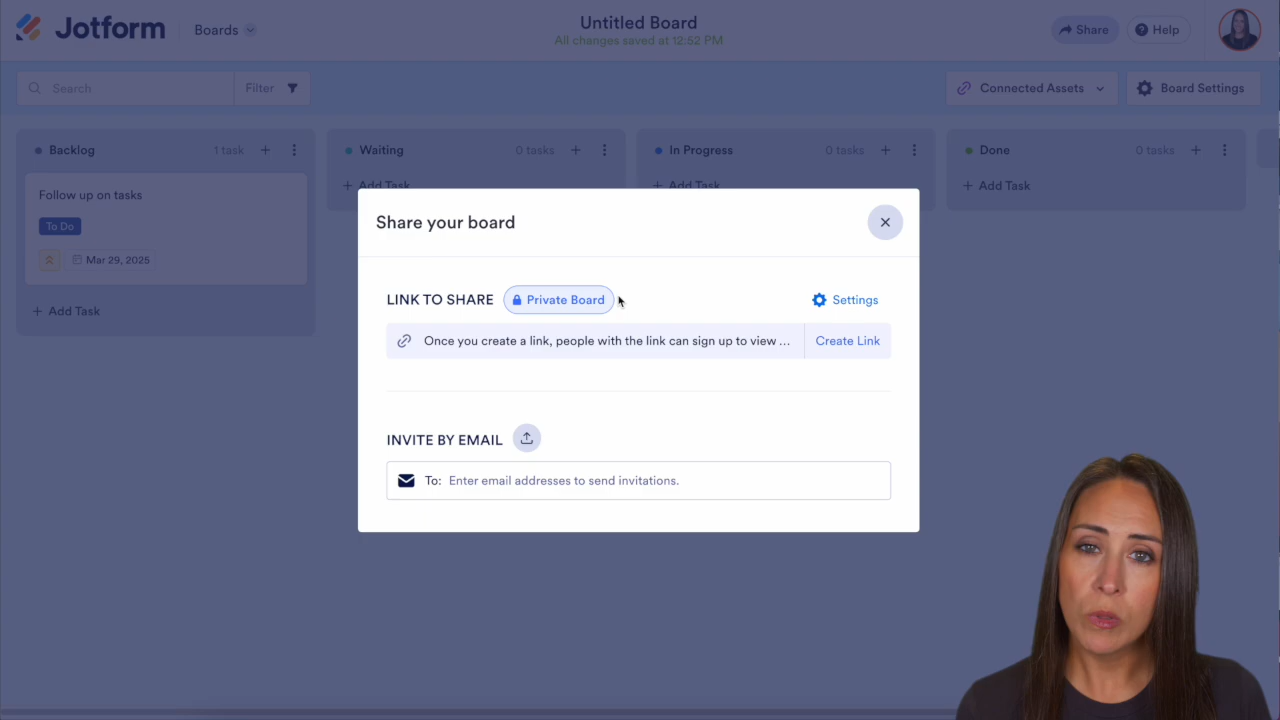 Jotform
Boards
Untitled Board
All changes saved at 12:52 PM
Share
Help
Search
Filter
Connected Assets
Board Settings
Backlog
1 task
Waiting
0 tasks
In Progress
0 tasks
Done
0 tasks
Follow up on tasks
To Do
Mar 29, 2025
+ Add Task
+ Add Task
+ Add Task
+ Add Task
Share your board
LINK TO SHARE
Private Board
Settings
Once you create a link, people with the link can sign up to view ...
Create Link
INVITE BY EMAIL
To: Enter email addresses to send invitations.